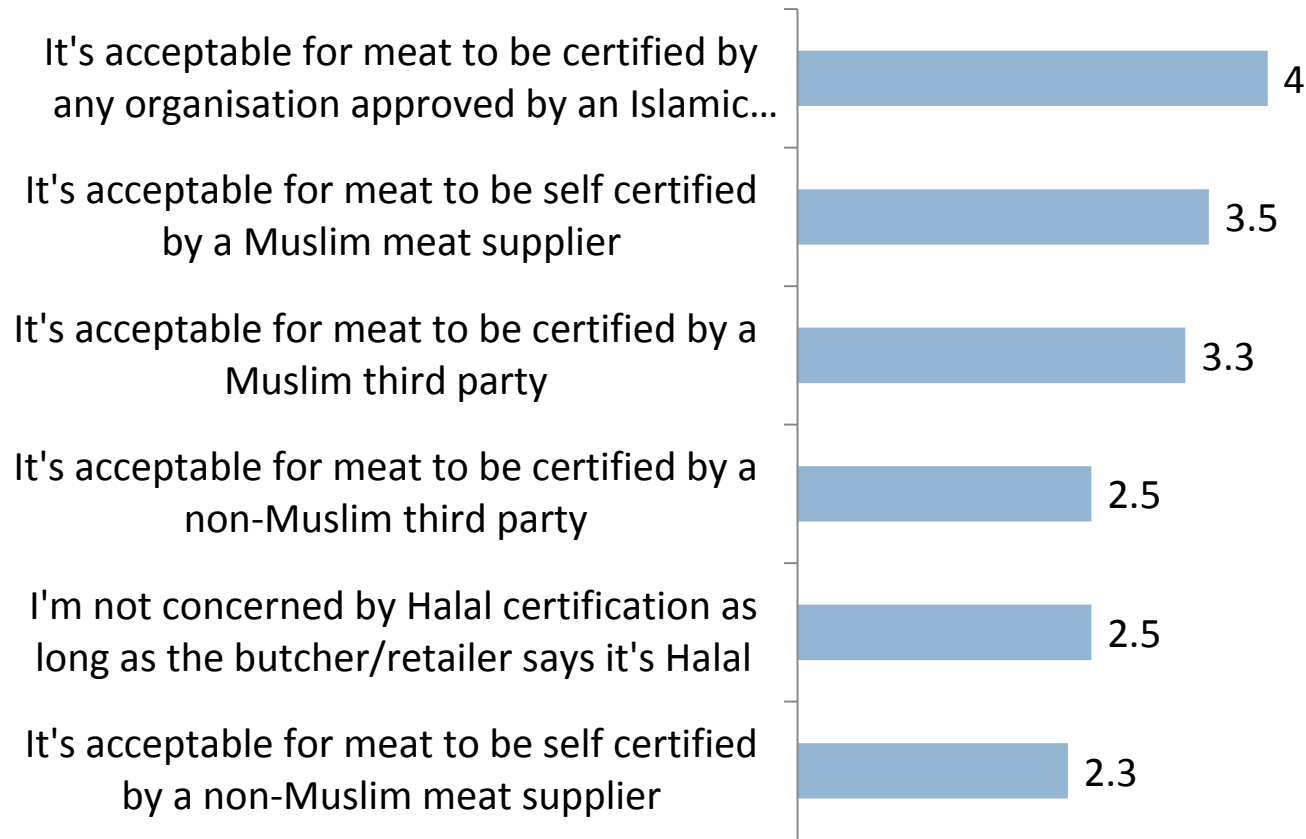 It's acceptable for meat to be certified by
any organisation approved by an Islamic…
4
It's acceptable for meat to be self certified
by a Muslim meat supplier
3.5
It's acceptable for meat to be certified by a
Muslim third party
3.3
It's acceptable for meat to be certified by a
non-Muslim third party
2.5
I'm not concerned by Halal certification as
long as the butcher/retailer says it's Halal
2.5
It's acceptable for meat to be self certified
by a non-Muslim meat supplier
2.3